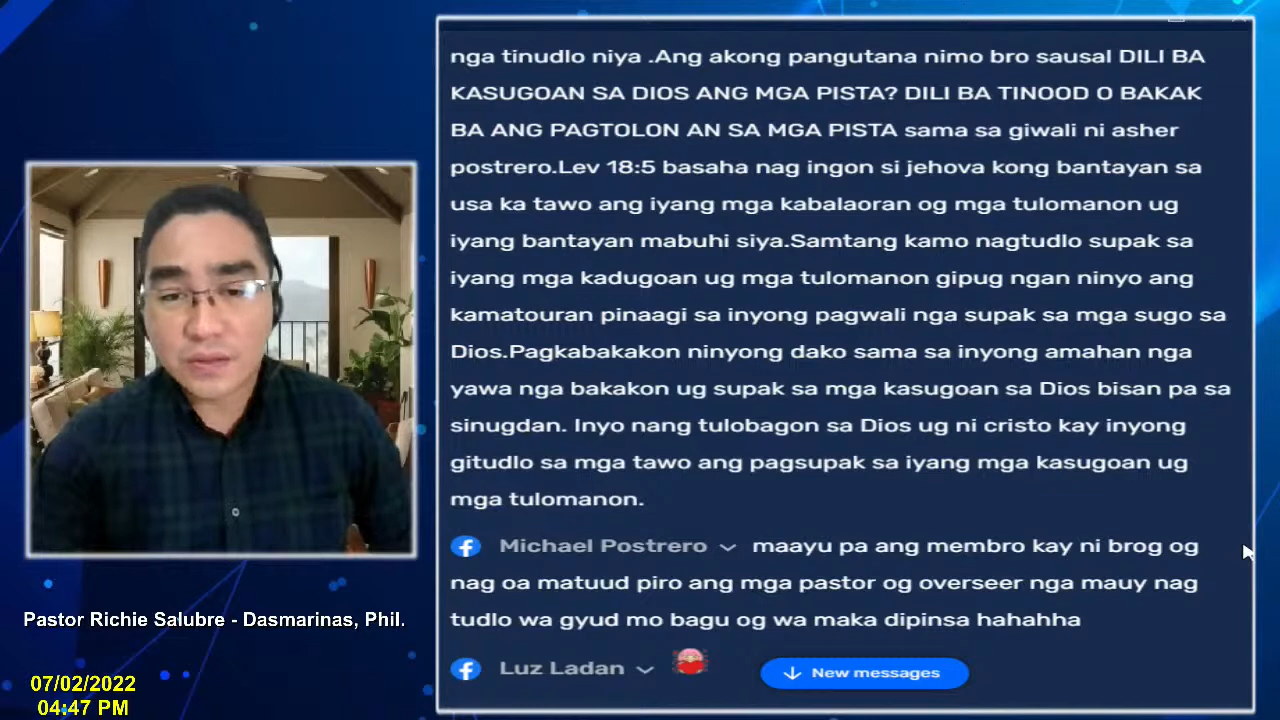 nga tinudlo niya .Ang akong pangutana nimo bro sausal DILI BA
KASUGOAN SA DIOS ANG MGA PISTA? DILI BA TINOOD O BAKAK
BA ANG PAGTOLON AN SA MGA PISTA sama sa giwali ni asher
postrero.Lev 18:5 basaha nag ingon si jehova kong bantayan sa
usa ka tawo ang iyang mga kabalaoran og mga tulomanon ug
iyang bantayan mabuhi siya.Samtang kamo nagtudlo supak sa
iyang mga kadugoan ug mga tulomanon gipug ngan ninyo ang
kamatouran pinaagi sa inyong pagwali nga supak sa mga sugo sa
Dios.Pagkabakakon ninyong dako sama sa inyong amahan nga
yawa nga bakakon ug supak sa mga kasugoan sa Dios bisan pa sa
sinugdan. Inyo nang tulobagon sa Dios ug ni cristo kay inyong
gitudlo sa mga tawo ang pagsupak sa iyang mga kasugoan ug
mga tulomanon.
Michael Postrero maayu pa ang membro kay ni brog og
nag oa matuud piro ang mga pastor og overseer nga mauy nag
tudlo wa gyud mo bagu og wa maka dipinsa hahahha
Luz Ladan
New messages
Pastor Richie Salubre - Dasmarinas, Phil.
07/02/2022
04:47 PM